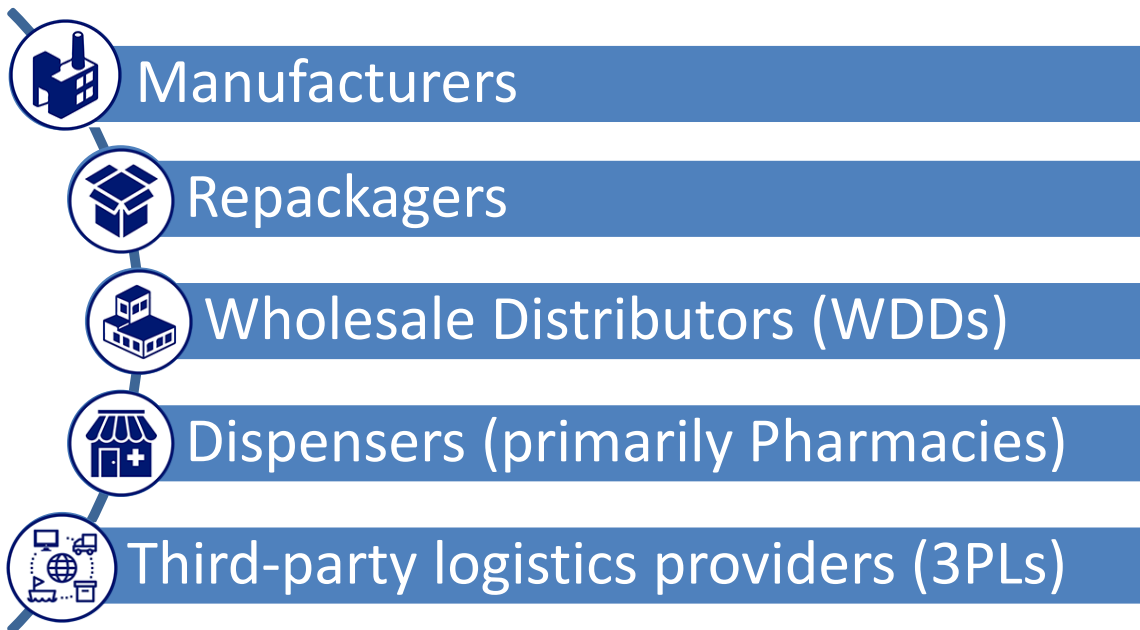 Manufacturers
Repackagers
Wholesale Distributors (WDDs)
Dispensers (primarily Pharmacies)
Third-party logistics providers (3PLs)